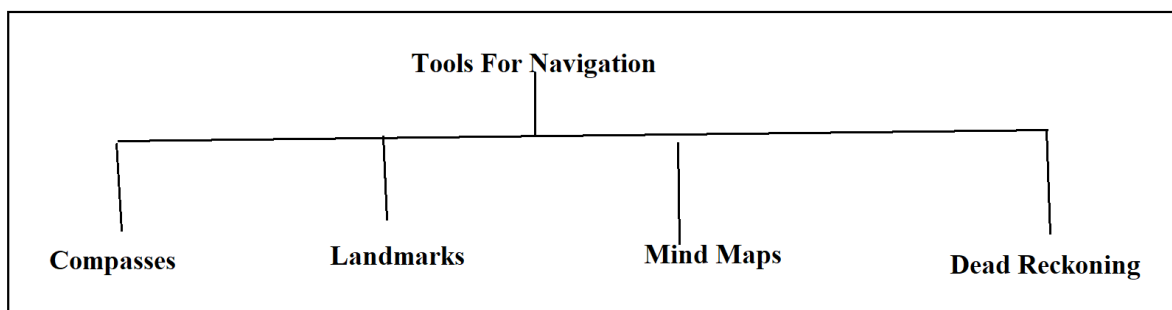 Tools For Navigation
Compasses
Landmarks
Mind Maps
Dead Reckoning